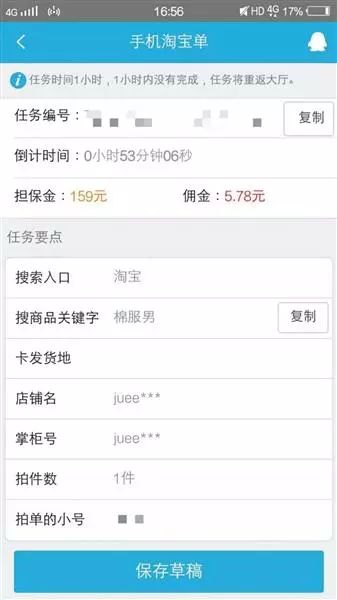 4G 16:56 HD 4G 17%
手机淘宝单
任务时间1小时，1小时内没有完成，任务将重返大厅。
任务编号： 复制
倒计时间：0小时53分钟06秒
担保金：159元 佣金：5.78元
任务要点
搜索入口 淘宝
搜商品关键字 棉服男 复制
卡发货地
店铺名 juee***
掌柜号 juee***
拍件数 1件
拍单的小号
保存草稿